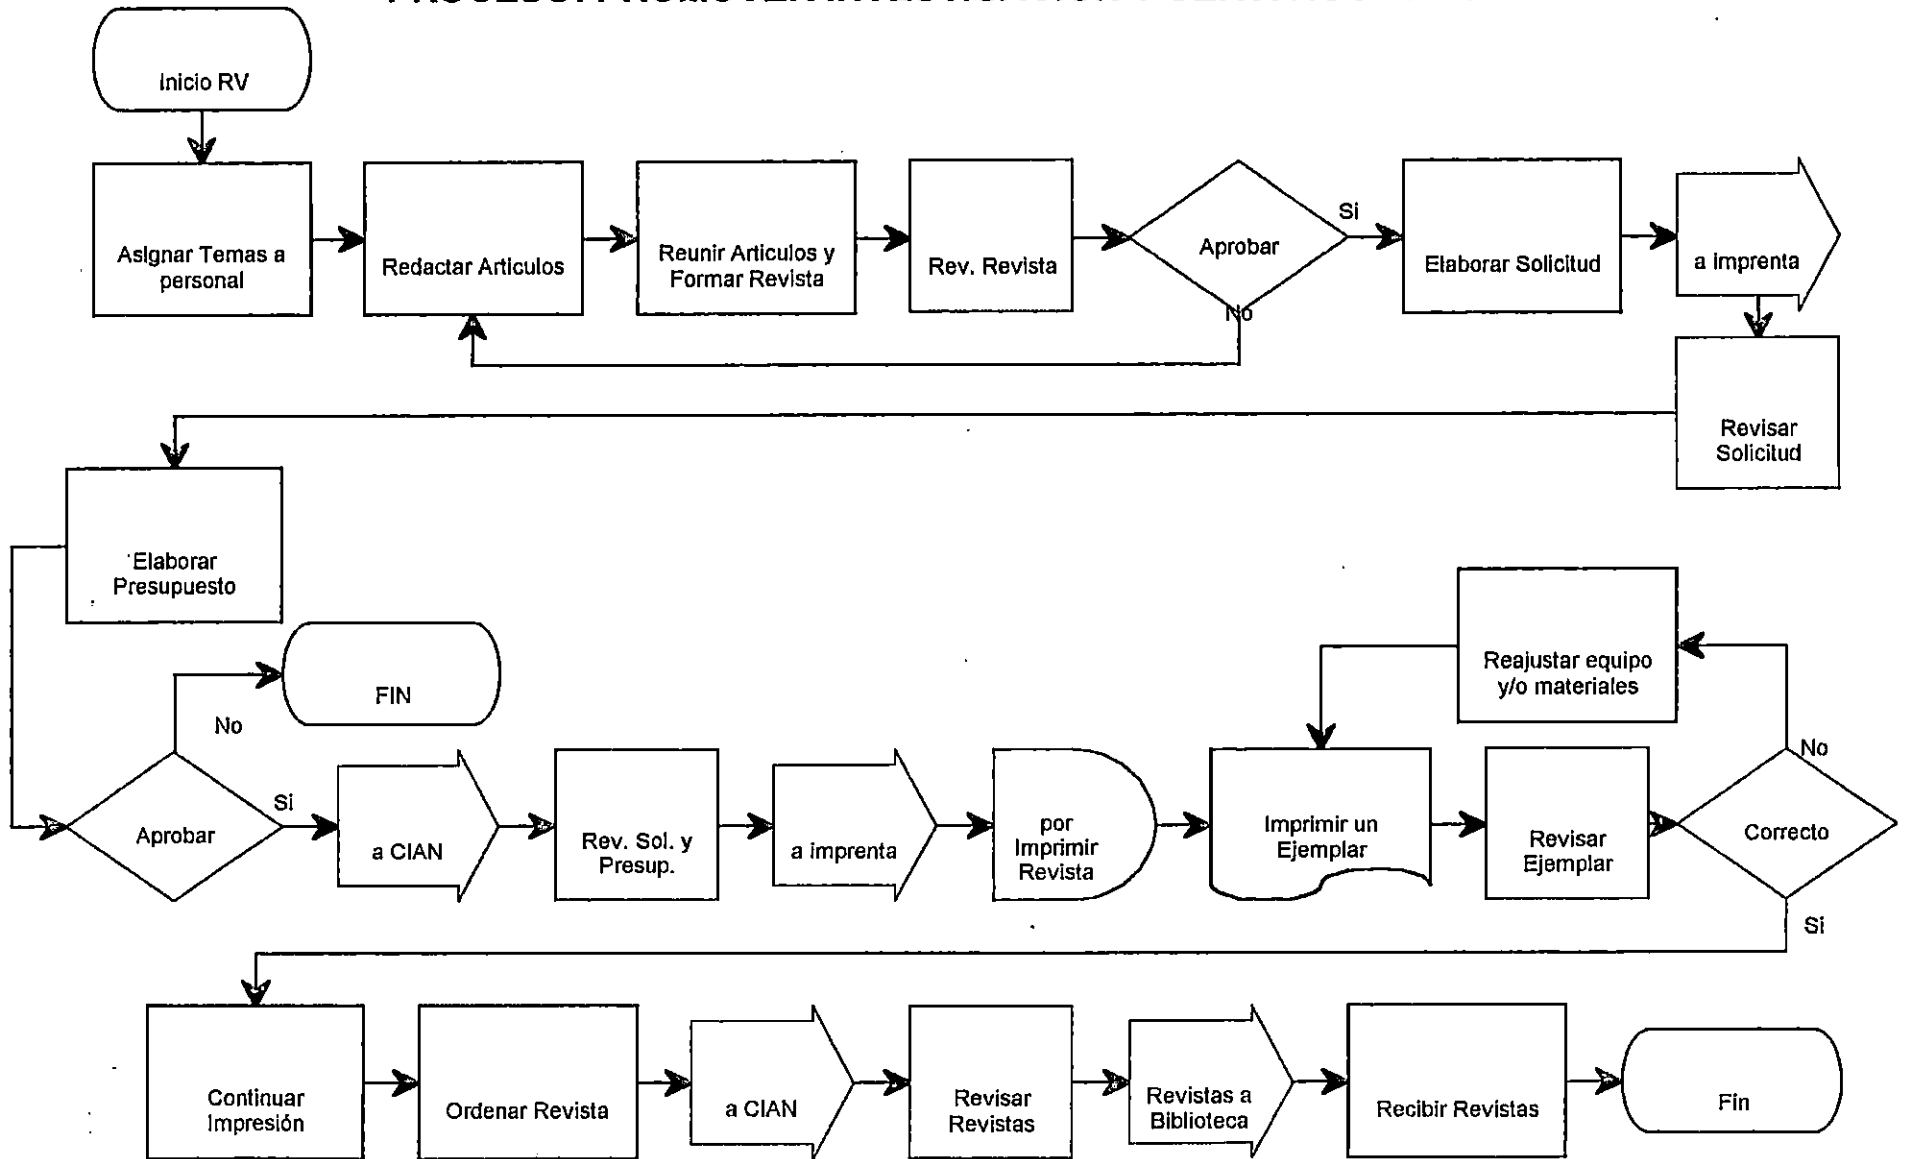 Inicio RV
Asignar Temas a
personal
Redactar Articulos
Reunir Articulos y
Formar Revista
Rev. Revista
Aprobar
Si
No
Elaborar Solicitud
a imprenta
Revisar
Solicitud
Elaborar
Presupuesto
FIN
No
Aprobar
Si
a CIAN
Rev. Sol. y
Presup.
a imprenta
por
Imprimir
Revista
Imprimir un
Ejemplar
Revisar
Ejemplar
Reajustar equipo
y/o materiales
No
Correcto
Si
Continuar
Impresión
Ordenar Revista
a CIAN
Revisar
Revistas
Revistas a
Biblioteca
Recibir Revistas
Fin